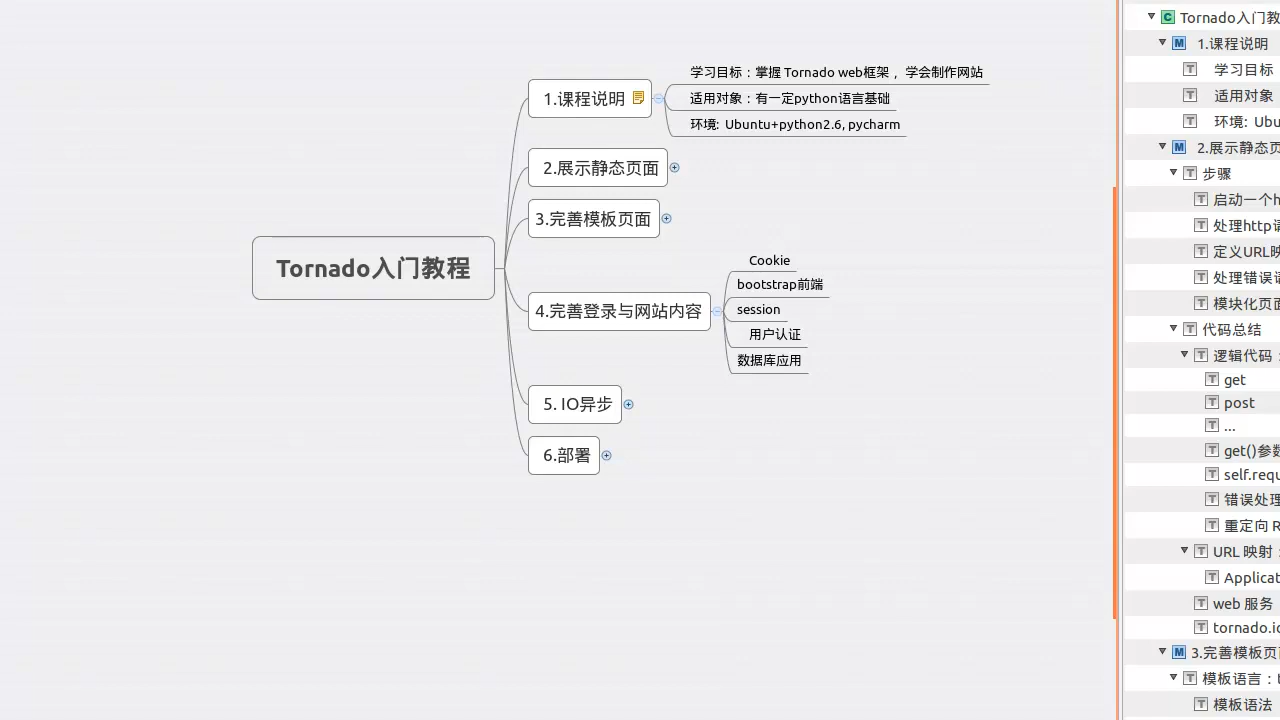 Tornado入门教程
1.课程说明
学习目标：掌握 Tornado web框架 ，学会制作网站
适用对象：有一定python语言基础
环境: Ubuntu+python2.6, pycharm
2.展示静态页面
3.完善模板页面
4.完善登录与网站内容
Cookie
bootstrap前端
session
用户认证
数据库应用
5. IO异步
6.部署
C Tornado入门教
M 1.课程说明
T 学习目标
T 适用对象
T 环境: Ubu
M 2.展示静态页
T 步骤
T 启动一个h
T 处理http请
T 定义URL映
T 处理错误
T 模块化页面
T 代码总结
T 逻辑代码：
T get
T post
T ...
T get()参数
T self.requ
T 错误处理
T 重定向 R
T URL 映射：
T Applicat
T web 服务
T tornado.io
M 3.完善模板页面
T 模板语言：t
T 模板语法